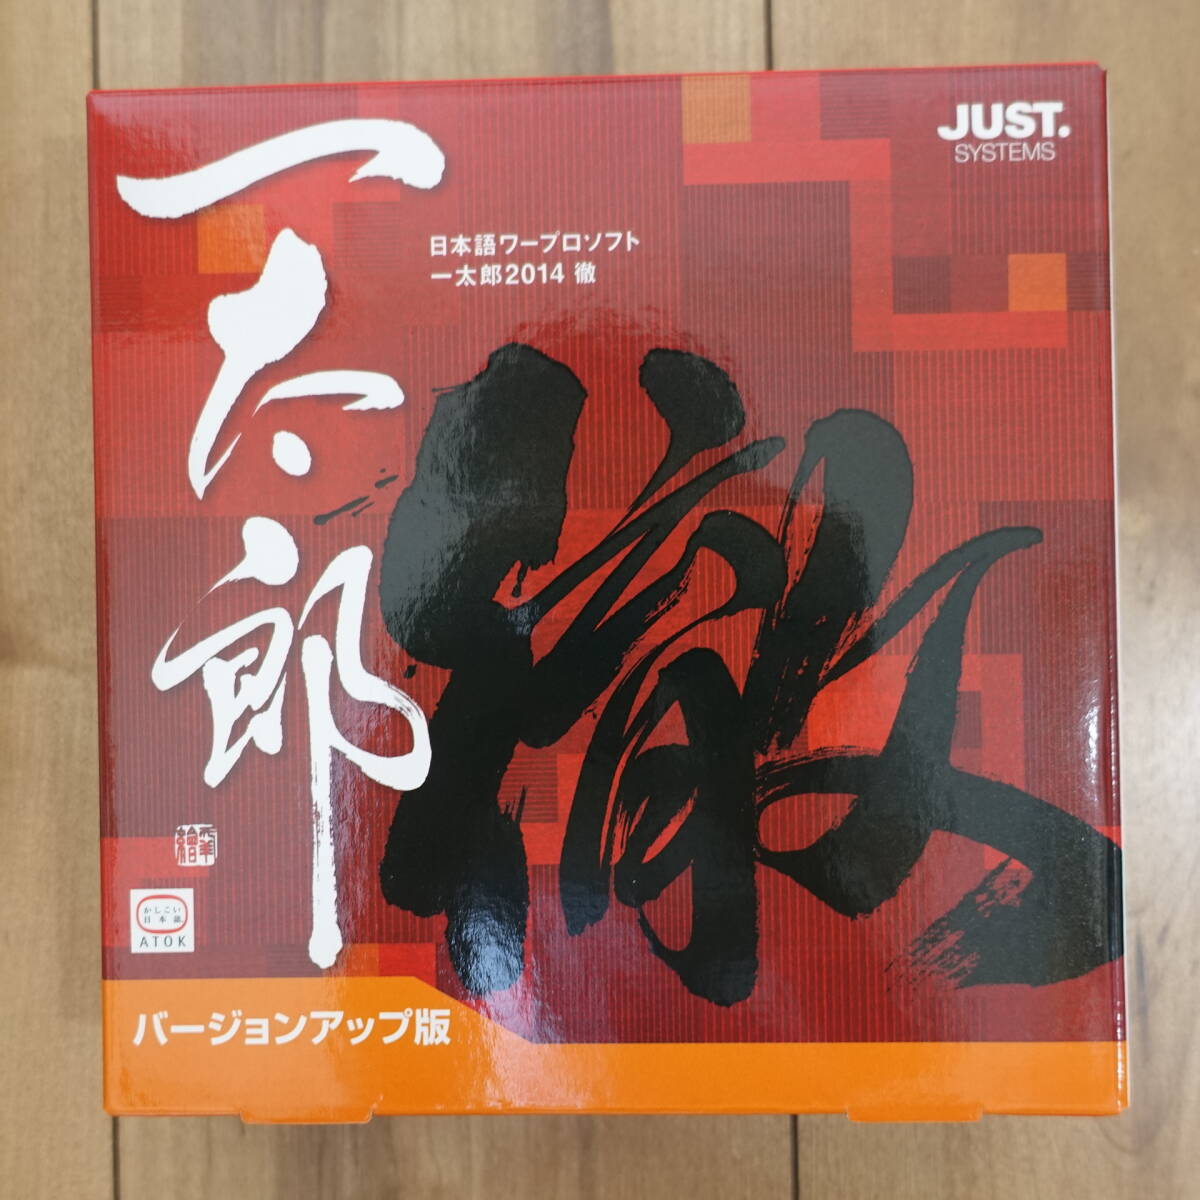 JUST.
SYSTEMS
一太郎
日本語ワープロソフト
一太郎2014 徹
徹
かしこい
日本語
ATOK
バージョンアップ版